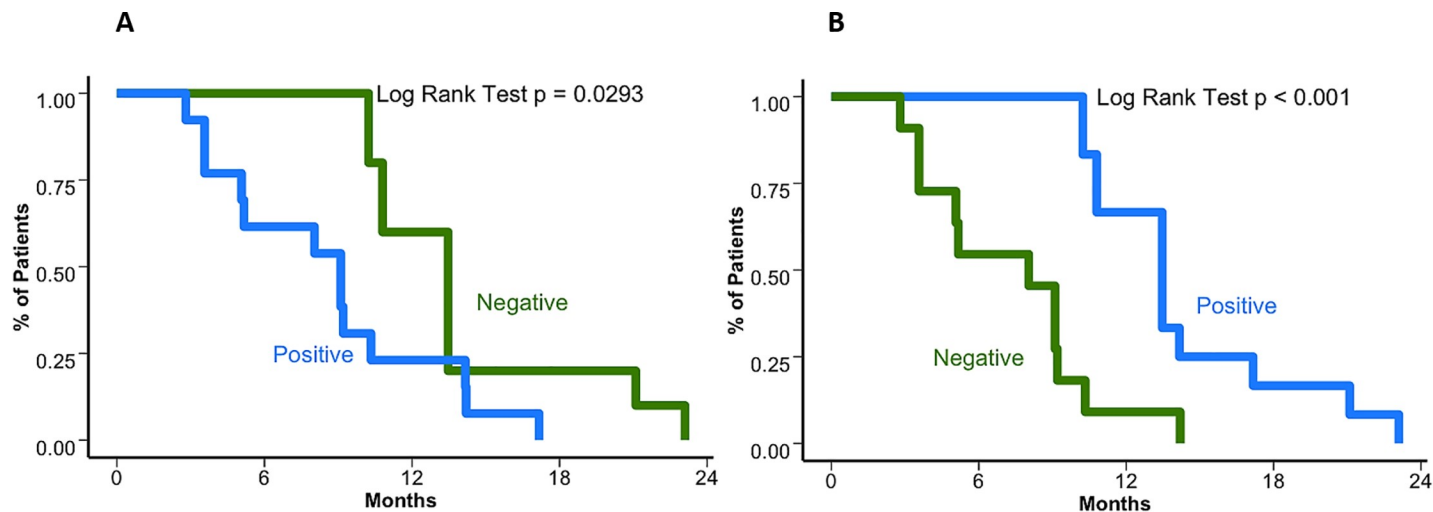 A
Log Rank Test p = 0.0293
% of Patients
1.00
0.75
0.50
0.25
0.00
Negative
Positive
0 6 12 18 24
Months
B
Log Rank Test p < 0.001
% of Patients
1.00
0.75
0.50
0.25
0.00
Positive
Negative
0 6 12 18 24
Months